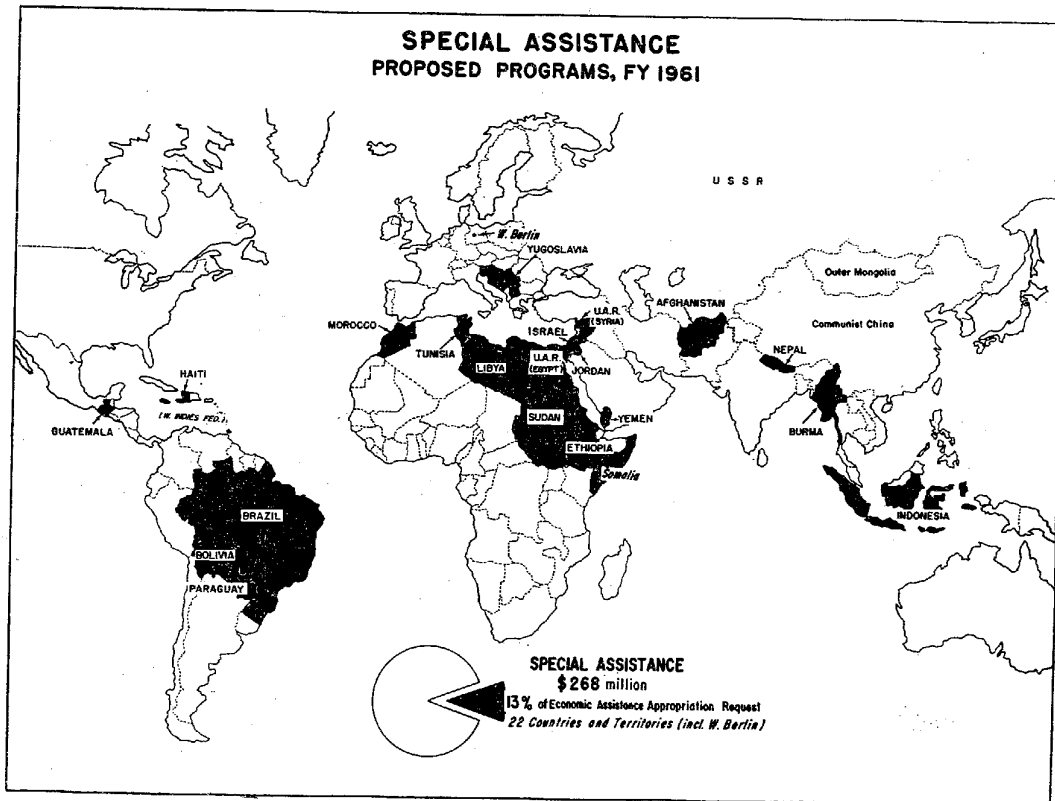 SPECIAL ASSISTANCE
PROPOSED PROGRAMS, FY 1961
U S S R
W. Berlin
YUGOSLAVIA
Outer Mongolia
AFGHANISTAN
U.A.R.
(SYRIA)
MOROCCO
ISRAEL
Communist China
TUNISIA
NEPAL
LIBYA
U.A.R.
(EGYPT)
JORDAN
HAITI
(W. INDIES FED.)
SUDAN
YEMEN
GUATEMALA
BURMA
ETHIOPIA
Somalia
BRAZIL
INDONESIA
BOLIVIA
PARAGUAY
SPECIAL ASSISTANCE
$268 million
13% of Economic Assistance Appropriation Request
22 Countries and Territories (incl. W. Berlin)